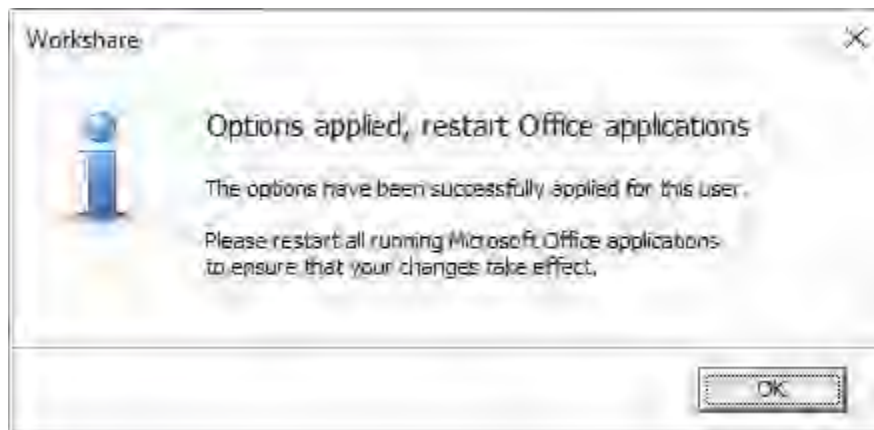 Workshare
Options applied, restart Office applications
The options have been successfully applied for this user.
Please restart all running Microsoft Office applications
to ensure that your changes take effect.
OK